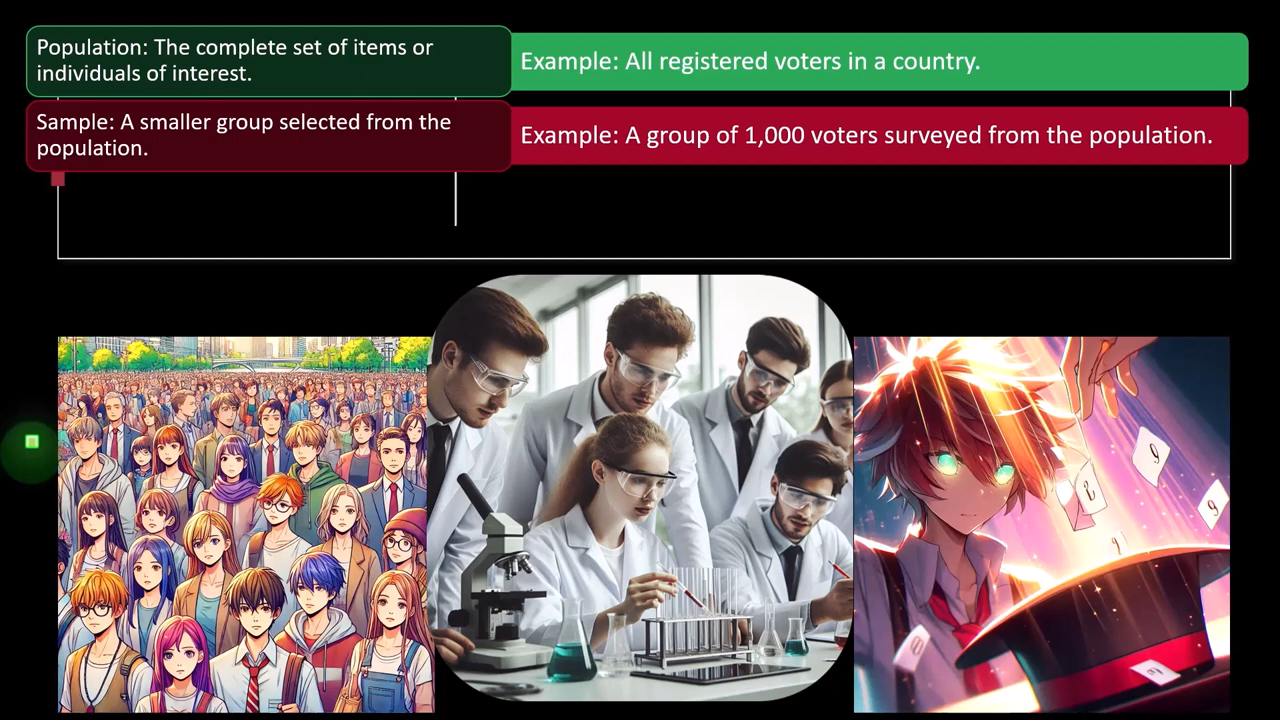 Population: The complete set of items or
individuals of interest.
Example: All registered voters in a country.
Sample: A smaller group selected from the
population.
Example: A group of 1,000 voters surveyed from the population.